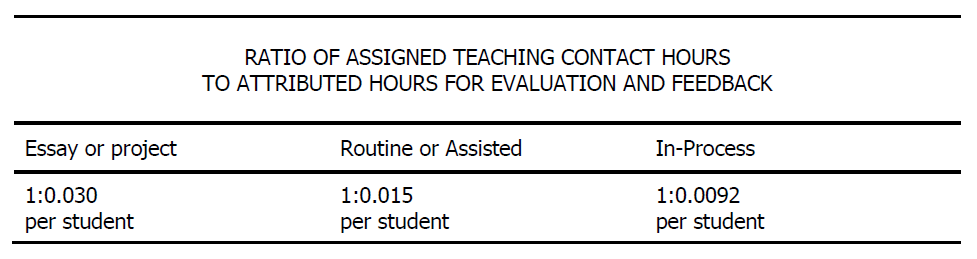 RATIO OF ASSIGNED TEACHING CONTACT HOURS
TO ATTRIBUTED HOURS FOR EVALUATION AND FEEDBACK
Essay or project Routine or Assisted In-Process
1:0.030 1:0.015 1:0.0092
per student per student per student